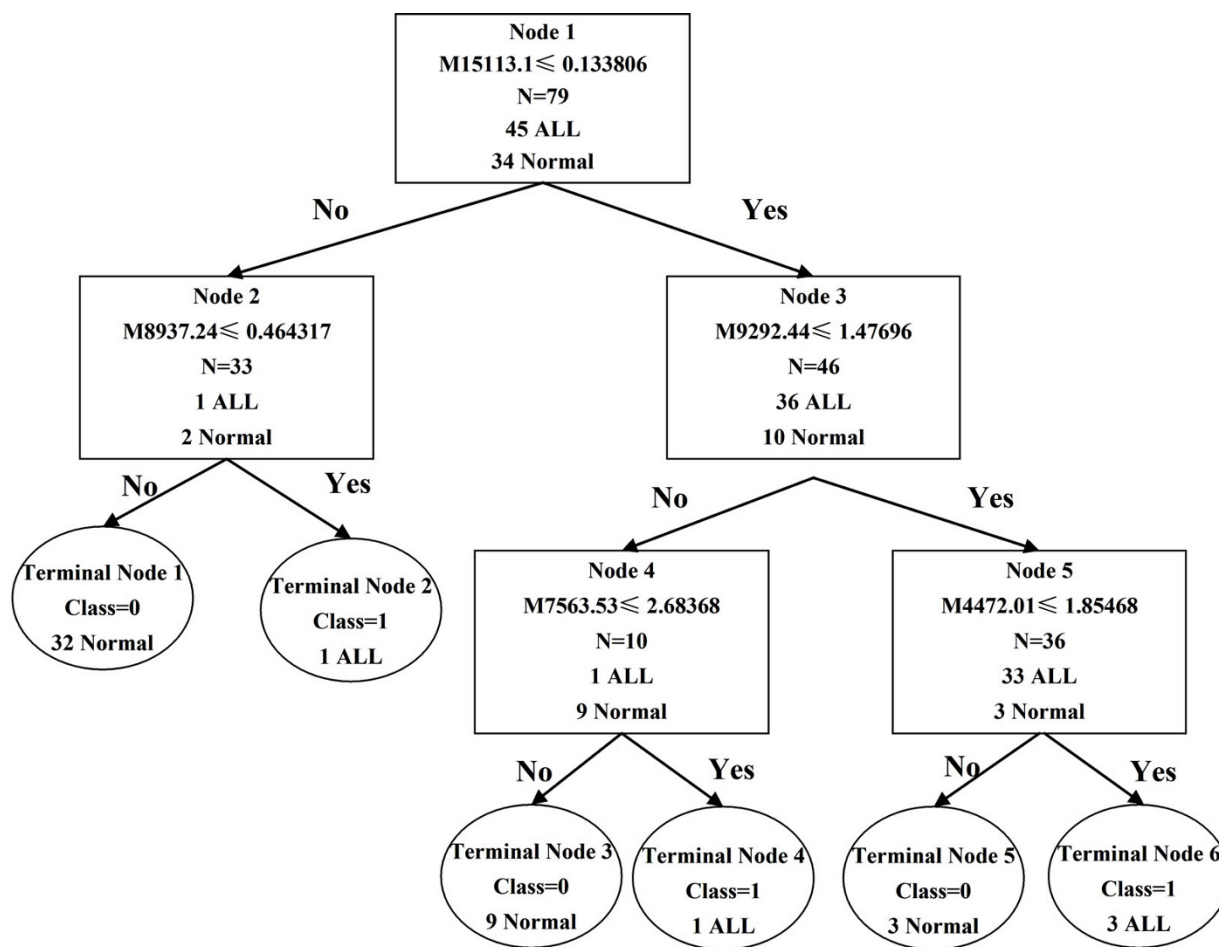 Node 1
M15113.1≤ 0.133806
N=79
45 ALL
34 Normal
No
Yes
Node 2
M8937.24≤ 0.464317
N=33
1 ALL
2 Normal
Node 3
M9292.44≤ 1.47696
N=46
36 ALL
10 Normal
No
Yes
No
Yes
Terminal Node 1
Class=0
32 Normal
Terminal Node 2
Class=1
1 ALL
Node 4
M7563.53≤ 2.68368
N=10
1 ALL
9 Normal
Node 5
M4472.01≤ 1.85468
N=36
33 ALL
3 Normal
No
Yes
No
Yes
Terminal Node 3
Class=0
9 Normal
Terminal Node 4
Class=1
1 ALL
Terminal Node 5
Class=0
3 Normal
Terminal Node 6
Class=1
3 ALL